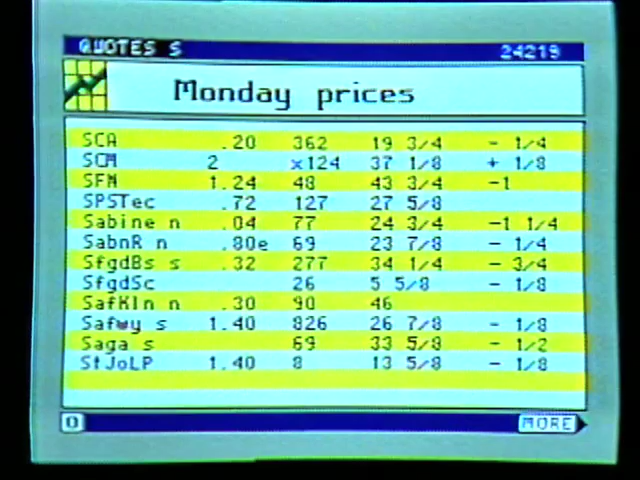 QUOTES S 24219
Monday prices
SCA .20 362 19 3/4 - 1/4
SCM 2 x124 37 1/8 + 1/8
SFN 1.24 48 43 3/4 -1
SPSTec .72 127 27 5/8
Sabine n .04 77 24 3/4 -1 1/4
SabnR n .80e 69 23 7/8 - 1/4
SfgdBs s .32 277 34 1/4 - 3/4
SfgdSc 26 5 5/8 - 1/8
SafKln n .30 90 46
Safwy s 1.40 826 26 7/8 - 1/8
Saga s 69 33 5/8 - 1/2
StJoLP 1.40 8 13 5/8 - 1/8
0 MORE